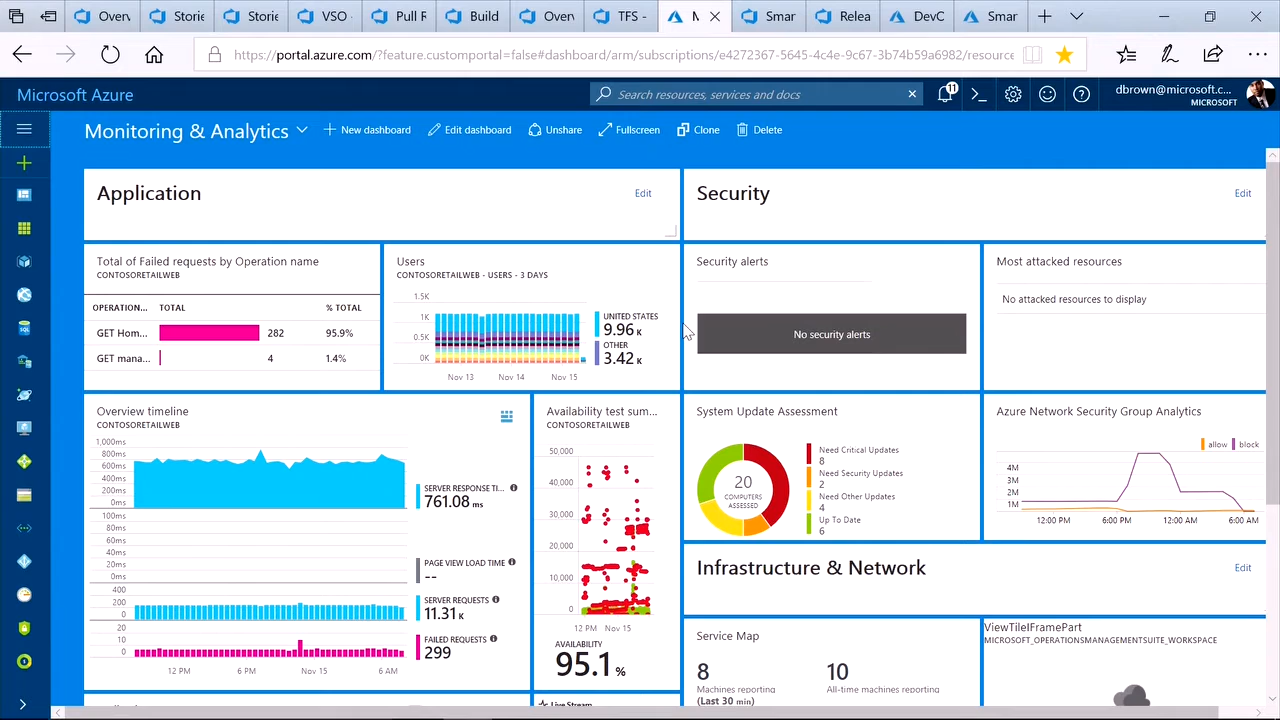 Overv
Storie
Storie
VSO
Pull R
Build
Overv
TFS -
Smar
Relea
DevC
Smar
https://portal.azure.com/?feature.customportal=false#dashboard/arm/subscriptions/e4272367-5645-4c4e-9c67-3b74b59a6982/resource
Microsoft Azure
Search resources, services and docs
11
dbrown@microsoft.c...
MICROSOFT
Monitoring & Analytics
New dashboard
Edit dashboard
Unshare
Fullscreen
Clone
Delete
Application
Edit
Security
Edit
Total of Failed requests by Operation name
CONTOSORETAILWEB
OPERATION... TOTAL % TOTAL
GET Hom... 282 95.9%
GET mana... 4 1.4%
Users
CONTOSORETAILWEB - USERS - 3 DAYS
1.5K
1K
0.5K
0K
Nov 13 Nov 14 Nov 15
UNITED STATES
9.96 K
OTHER
3.42 K
Security alerts
No security alerts
Most attacked resources
No attacked resources to display
Overview timeline
CONTOSORETAILWEB
1,000ms
800ms
600ms
400ms
200ms
0ms
SERVER RESPONSE TI...
761.08 ms
100ms
80ms
60ms
40ms
20ms
0ms
PAGE VIEW LOAD TIME
--
400
200
0
SERVER REQUESTS
11.31 K
20
10
0
FAILED REQUESTS
299
12 PM 6 PM Nov 15 6 AM
Availability test sum...
CONTOSORETAILWEB
50,000
40,000
30,000
20,000
10,000
0
12 PM Nov 15
AVAILABILITY
95.1 %
System Update Assessment
20
COMPUTERS
ASSESSED
Need Critical Updates
8
Need Security Updates
2
Need Other Updates
4
Up To Date
6
Azure Network Security Group Analytics
allow block
4M
3M
2M
1M
12:00 PM 6:00 PM 12:00 AM 6:00 AM
Infrastructure & Network
Edit
Service Map
8
Machines reporting
(Last 30 min)
10
All-time machines reporting
ViewTileIFramePart
MICROSOFT_OPERATIONSMANAGEMENTSUITE_WORKSPACE
Live Stream